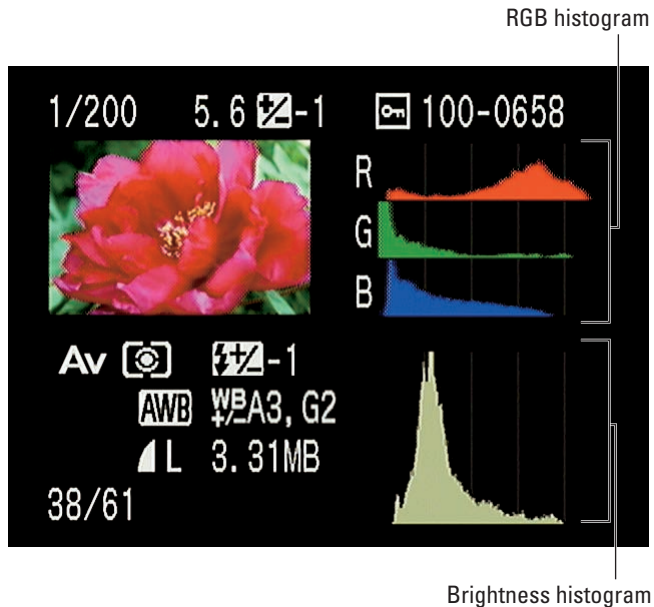 RGB histogram
1/200 5.6 -1 100-0658
R
G
B
Av -1
AWB WB+/- A3, G2
L 3.31MB
38/61
Brightness histogram